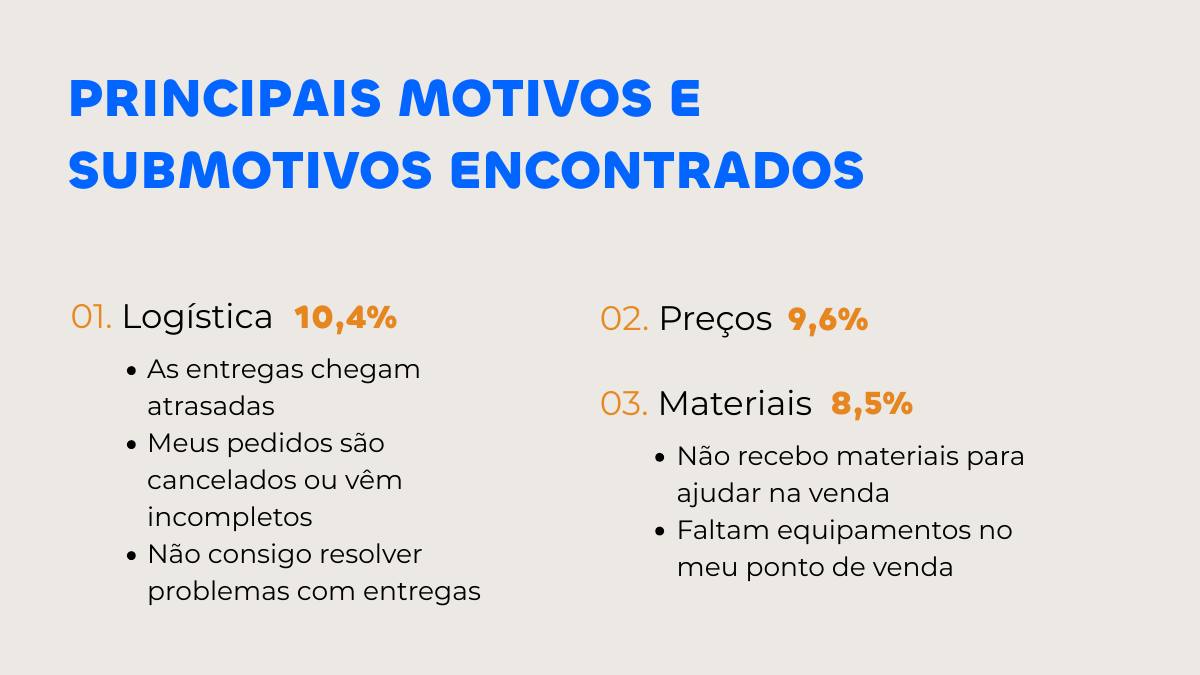 PRINCIPAIS MOTIVOS E
SUBMOTIVOS ENCONTRADOS
01. Logística 10,4%
• As entregas chegam
atrasadas
• Meus pedidos são
cancelados ou vêm
incompletos
• Não consigo resolver
problemas com entregas
02. Preços 9,6%
03. Materiais 8,5%
• Não recebo materiais para
ajudar na venda
• Faltam equipamentos no
meu ponto de venda